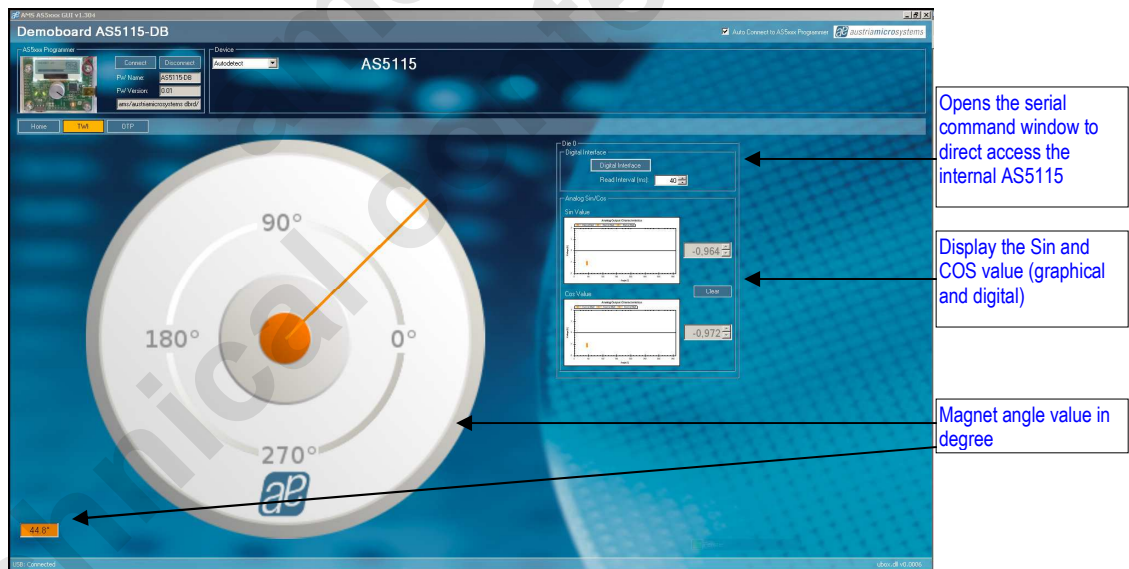 AMS-AS5xxx GUI v1.304
Demoboard AS5115-DB
Auto Connect to AS5xxx Programmer
austriamicrosystems
AS5xxx Programmer
Connect
Disconnect
FW Name:
AS5115-DB
FW Version:
0.01
ams/austriamicrosystems dbrd/
Device
Autodetect
AS5115
Home
TWI
OTP
90°
180°
0°
270°
44.8°
Die 0
Digital Interface
Digital Interface
Read Interval [ms]:
40
Analog Sin/Cos
Sin Value
-0,964
Clear
Cos Value
-0,972
USB: Connected
ubox.dll v0.0006
Opens the serial
command window to
direct access the
internal AS5115
Display the Sin and
COS value (graphical
and digital)
Magnet angle value in
degree